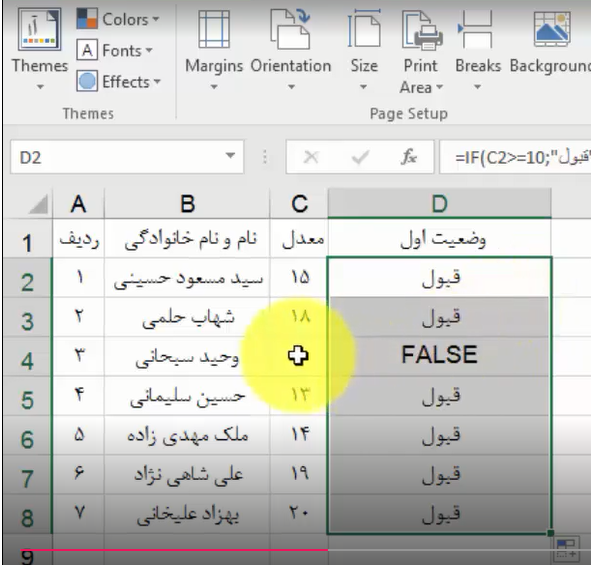 Colors
Fonts
Effects
Themes
Margins Orientation Size Print Area Breaks Background
Themes
Page Setup
D2
fx
=IF(C2>=10;"قبول"
A B C D
1 ردیف نام و نام خانوادگی معدل وضعیت اول
2 ۱ سید مسعود حسینی ۱۵ قبول
3 ۲ شهاب حلمی ۱۸ قبول
4 ۳ وحید سبحانی FALSE
5 ۴ حسین سلیمانی ۱۳ قبول
6 ۵ ملک مهدی زاده ۱۴ قبول
7 ۶ علی شاهی نژاد ۱۹ قبول
8 ۷ بهزاد علیخانی ۲۰ قبول
9